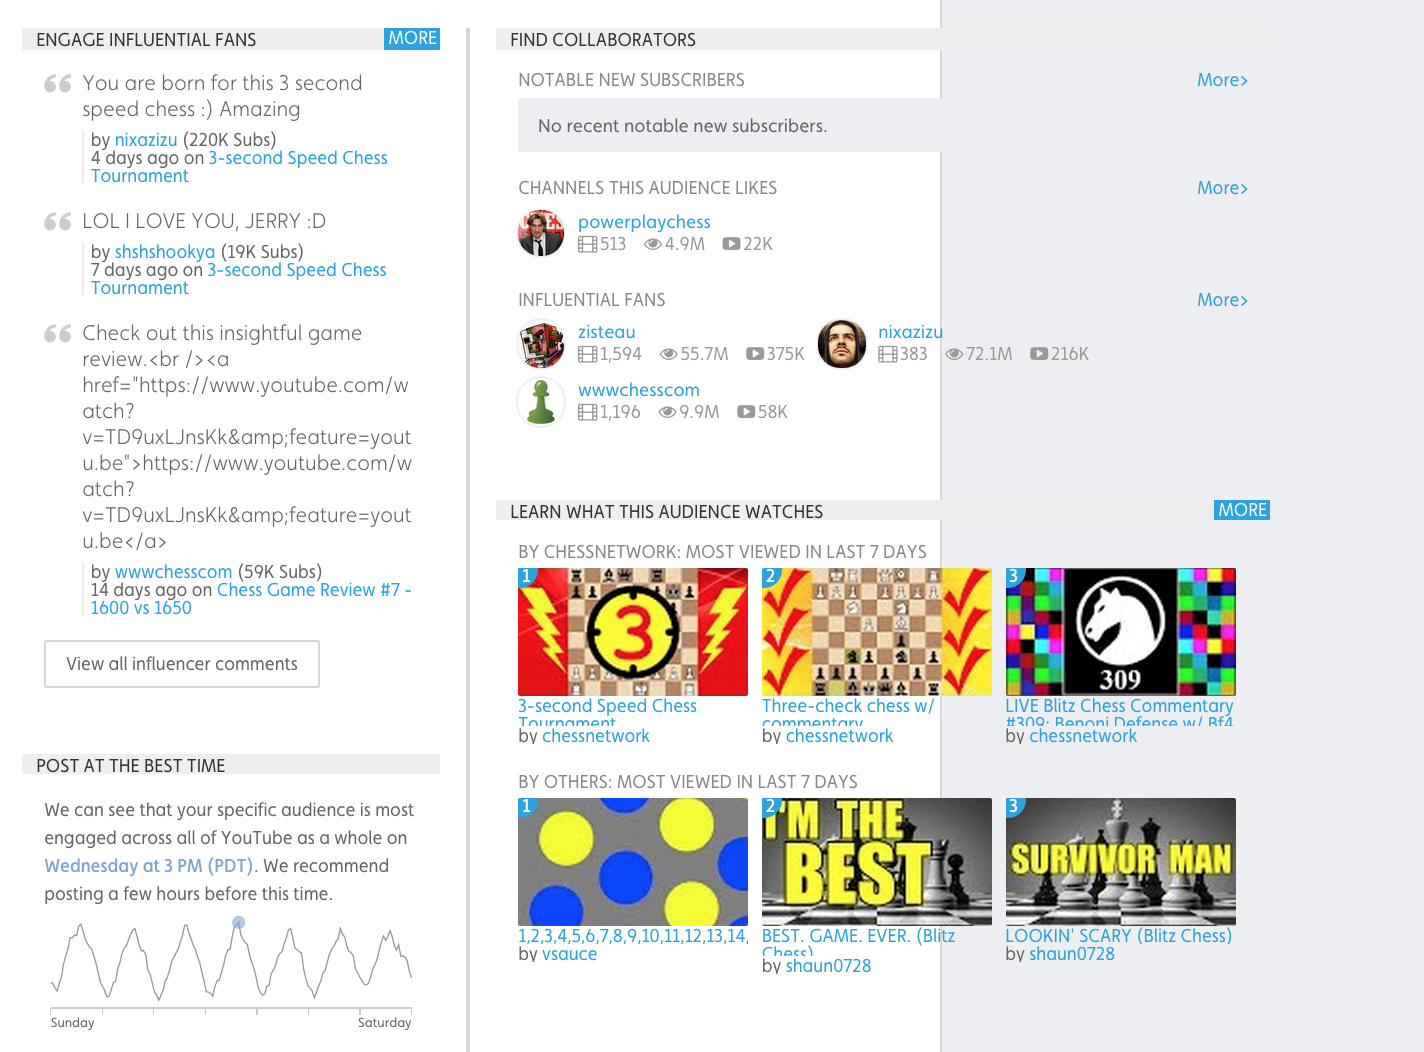 ENGAGE INFLUENTIAL FANS
MORE
You are born for this 3 second
speed chess :) Amazing
by nixazizu (220K Subs)
4 days ago on 3-second Speed Chess
Tournament
LOL I LOVE YOU, JERRY :D
by shshshookya (19K Subs)
7 days ago on 3-second Speed Chess
Tournament
Check out this insightful game
review.<br /><a
href="https://www.youtube.com/w
atch?
v=TD9uxLJnsKk&amp;feature=yout
u.be">https://www.youtube.com/w
atch?
v=TD9uxLJnsKk&amp;feature=yout
u.be</a>
by wwwchesscom (59K Subs)
14 days ago on Chess Game Review #7 -
1600 vs 1650
View all influencer comments
POST AT THE BEST TIME
We can see that your specific audience is most
engaged across all of YouTube as a whole on
Wednesday at 3 PM (PDT). We recommend
posting a few hours before this time.
Sunday
Saturday
FIND COLLABORATORS
NOTABLE NEW SUBSCRIBERS
More>
No recent notable new subscribers.
CHANNELS THIS AUDIENCE LIKES
More>
powerplaychess
513 4.9M 22K
INFLUENTIAL FANS
More>
zisteau
1,594 55.7M 375K
nixazizu
383 72.1M 216K
wwwchesscom
1,196 9.9M 58K
LEARN WHAT THIS AUDIENCE WATCHES
MORE
BY CHESSNETWORK: MOST VIEWED IN LAST 7 DAYS
1
3
3-second Speed Chess
Tournament
by chessnetwork
2
Three-check chess w/
commentary
by chessnetwork
3
309
LIVE Blitz Chess Commentary
#309: Benoni Defense w/ Bf4
by chessnetwork
BY OTHERS: MOST VIEWED IN LAST 7 DAYS
1
1,2,3,4,5,6,7,8,9,10,11,12,13,14,
by vsauce
2
I'M THE
BEST
BEST. GAME. EVER. (Blitz
Chess)
by shaun0728
3
SURVIVOR MAN
LOOKIN' SCARY (Blitz Chess)
by shaun0728